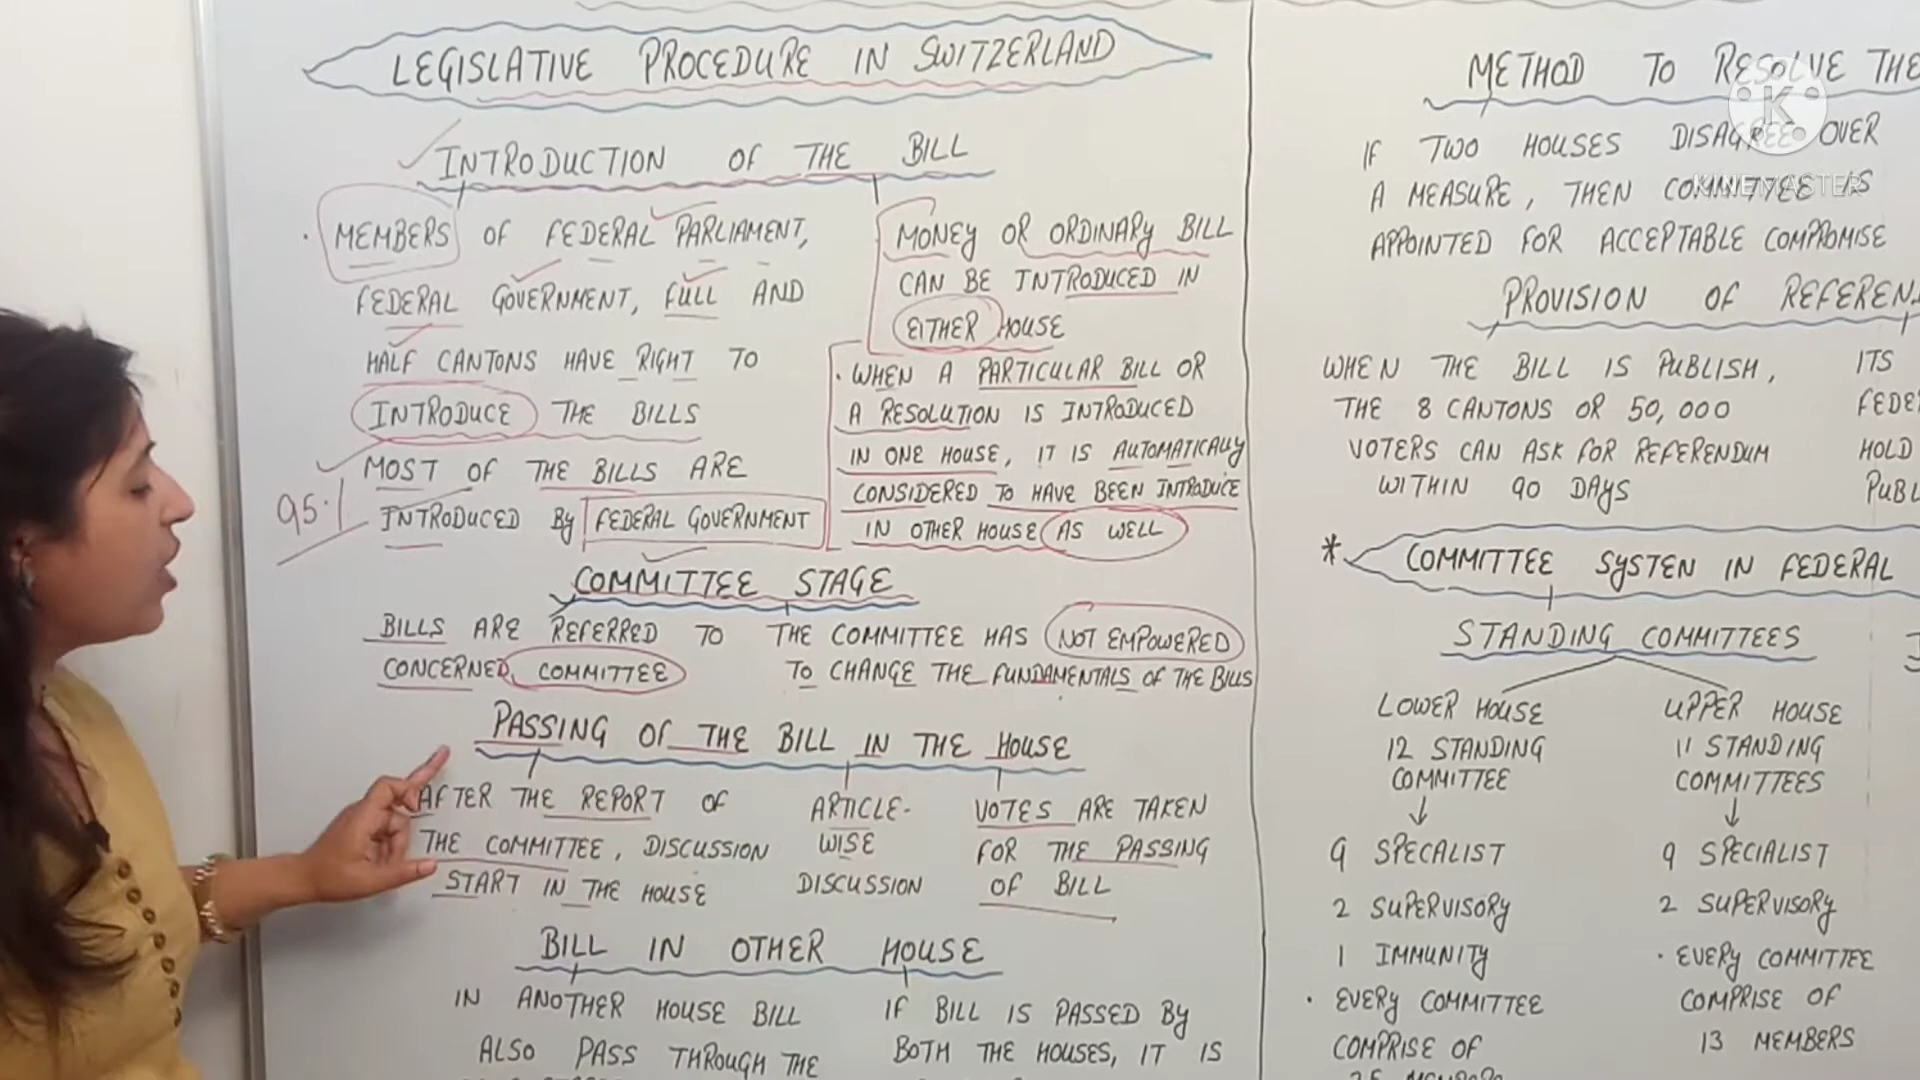 LEGISLATIVE PROCEDURE IN SWITZERLAND
INTRODUCTION OF THE BILL
· MEMBERS OF FEDERAL PARLIAMENT,
FEDERAL GOVERNMENT, FULL AND
HALF CANTONS HAVE RIGHT TO
INTRODUCE THE BILLS
MOST OF THE BILLS ARE
95·/. INTRODUCED By FEDERAL GOVERNMENT
MONEy OR ORDINARy BILL
CAN BE INTRODUCED IN
EITHER HOUSE
· WHEN A PARTICULAR BILL OR
A RESOLUTION IS INTRODUCED
IN ONE HOUSE, IT IS AUTOMATICALLy
CONSIDERED TO HAVE BEEN INTRODUCE
IN OTHER HOUSE AS WELL
COMMITTEE STAGE
BILLS ARE REFERRED TO
CONCERNED COMMITTEE
THE COMMITTEE HAS NOT EMPOWERED
TO CHANGE THE FUNDAMENTALS OF THE BILLS
PASSING OF THE BILL IN THE HOUSE
AFTER THE REPORT OF
THE COMMITTEE, DISCUSSION
START IN THE HOUSE
ARTICLE-
WISE
DISCUSSION
VOTES ARE TAKEN
FOR THE PASSING
OF BILL
BILL IN OTHER HOUSE
IN ANOTHER HOUSE BILL
ALSO PASS THROUGH THE
IF BILL IS PASSED By
BOTH THE HOUSES, IT IS
METHOD TO RESOLVE THE
IF TWO HOUSES DISAGREE OVER
A MEASURE, THEN COMMITTEE IS
APPOINTED FOR ACCEPTABLE COMPROMISE
PROVISION OF REFEREN
WHEN THE BILL IS PUBLISH,
THE 8 CANTONS OR 50,000
VOTERS CAN ASK FOR REFERENDUM
WITHIN 90 DAyS
ITS
FEDE
HOLD
PUBL
* COMMITTEE SySTEN IN FEDERAL
STANDING COMMITTEES
LOWER HOUSE
12 STANDING
COMMITTEE
9 SPECALIST
2 SUPERVISORy
1 IMMUNITy
· EVERy COMMITTEE
COMPRISE OF
UPPER HOUSE
11 STANDING
COMMITTEES
9 SPECIALIST
2 SUPERVISORy
· EVERy COMMITTEE
COMPRISE OF
13 MEMBERS
K
KINEMASTER